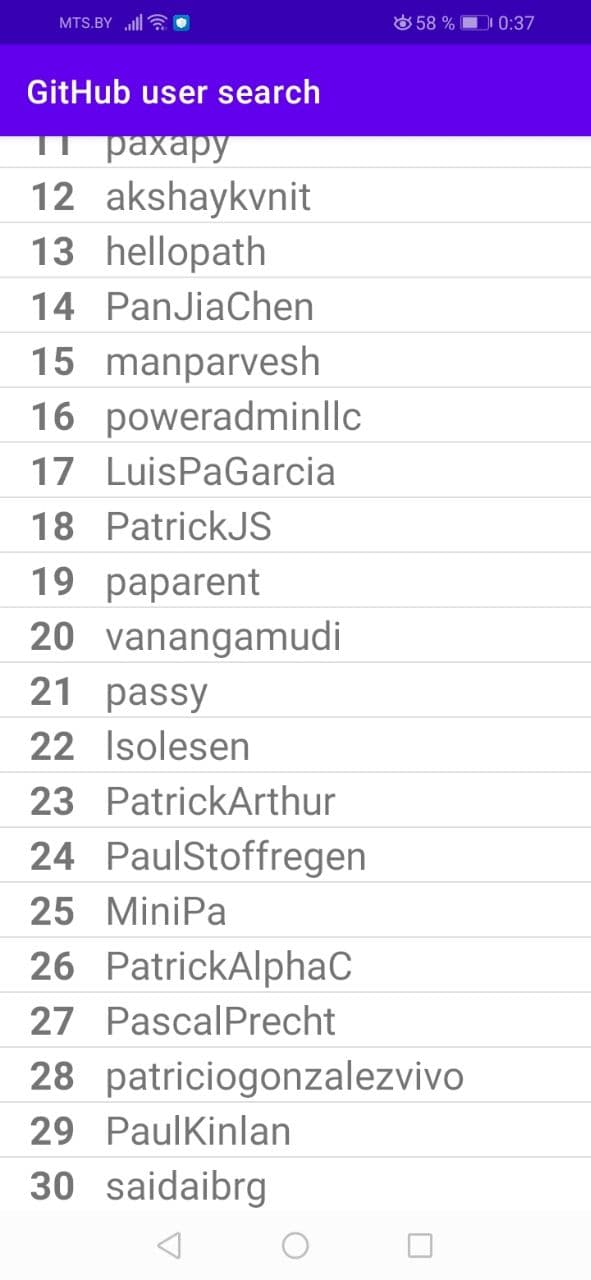 MTS.BY 58 % 0:37
GitHub user search
11 paxapy
12 akshaykvnit
13 hellopath
14 PanJiaChen
15 manparvesh
16 poweradminllc
17 LuisPaGarcia
18 PatrickJS
19 paparent
20 vanangamudi
21 passy
22 lsolesen
23 PatrickArthur
24 PaulStoffregen
25 MiniPa
26 PatrickAlphaC
27 PascalPrecht
28 patriciogonzalezvivo
29 PaulKinlan
30 saidaibrg